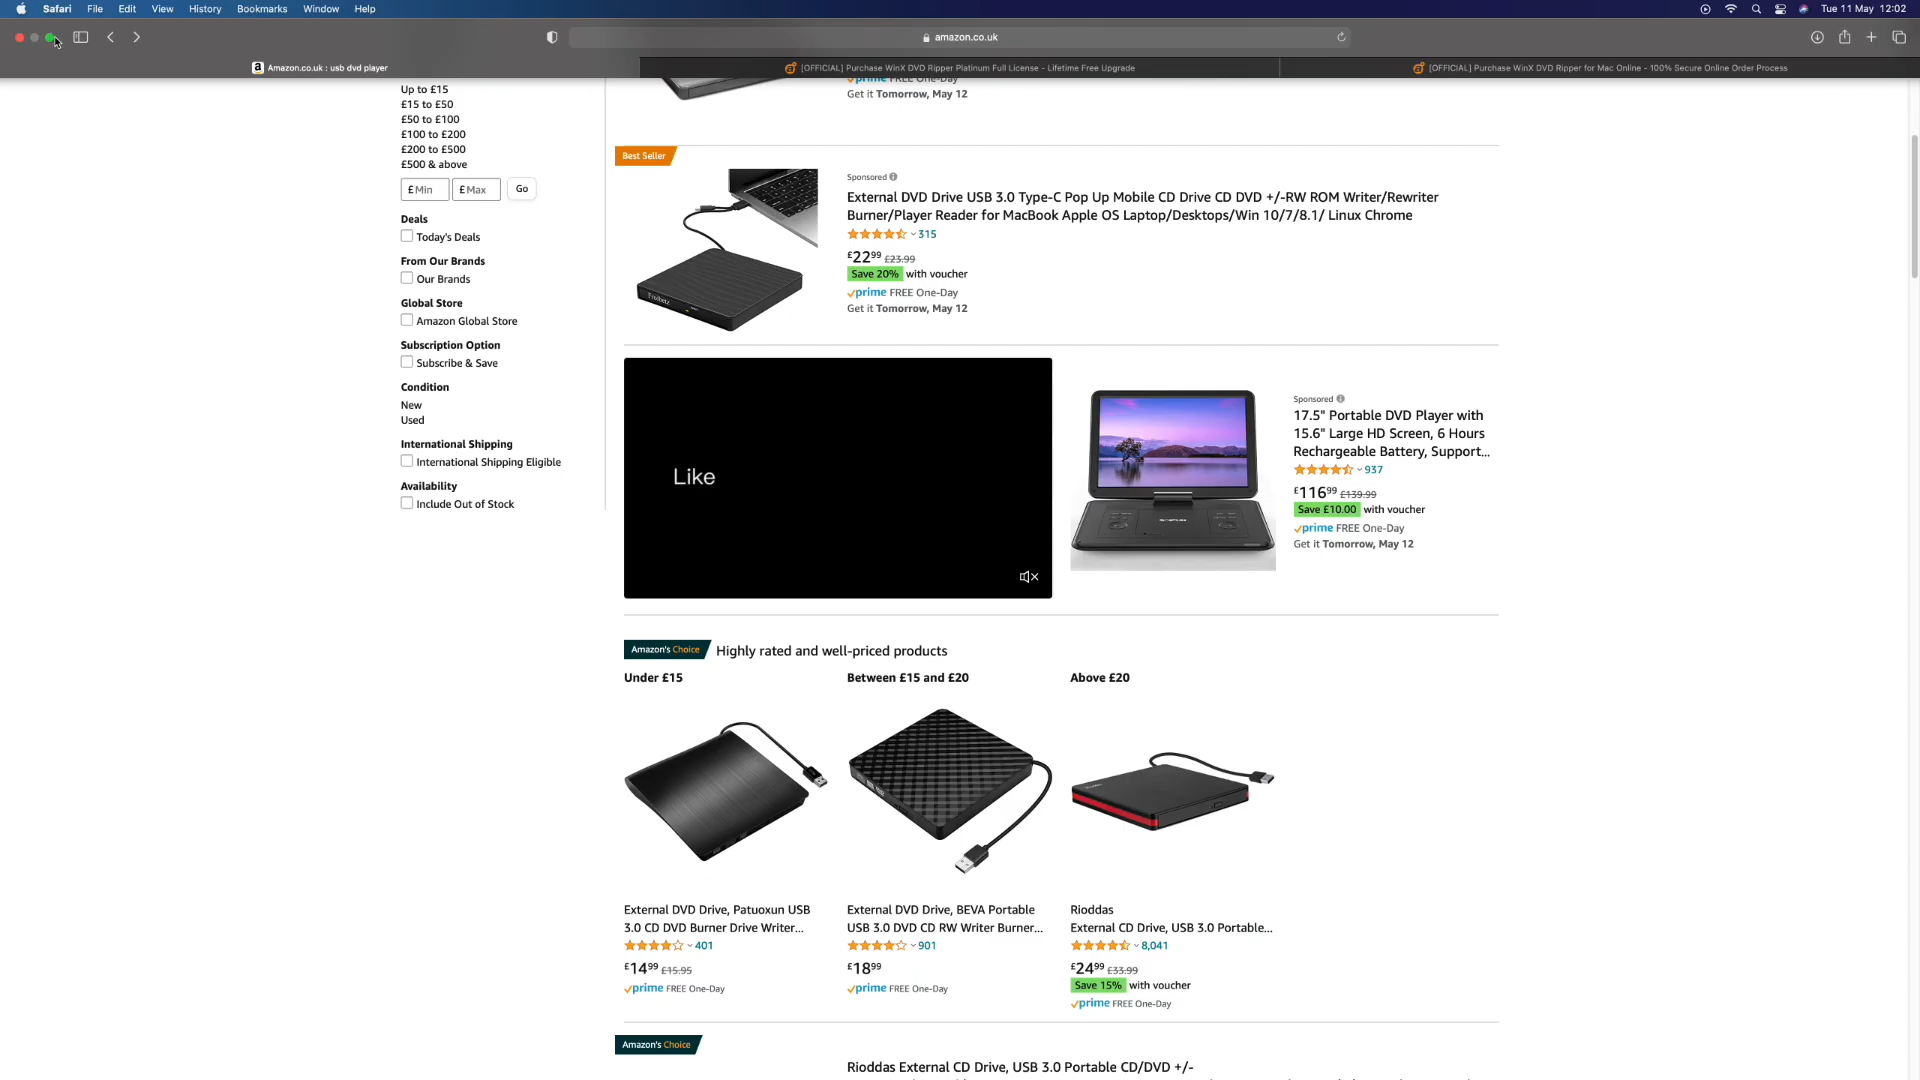 Safari File Edit View History Bookmarks Window Help Tue 11 May 12:02
amazon.co.uk
a Amazon.co.uk : usb dvd player
[OFFICIAL] Purchase WinX DVD Ripper Platinum Full License - Lifetime Free Upgrade
[OFFICIAL] Purchase WinX DVD Ripper for Mac Online - 100% Secure Online Order Process
Up to £15
£15 to £50
£50 to £100
£100 to £200
£200 to £500
£500 & above
£ Min £ Max Go
Deals
Today's Deals
From Our Brands
Our Brands
Global Store
Amazon Global Store
Subscription Option
Subscribe & Save
Condition
New
Used
International Shipping
International Shipping Eligible
Availability
Include Out of Stock
prime FREE One-Day
Get it Tomorrow, May 12
Best Seller
Sponsored
External DVD Drive USB 3.0 Type-C Pop Up Mobile CD Drive CD DVD +/-RW ROM Writer/Rewriter
Burner/Player Reader for MacBook Apple OS Laptop/Desktops/Win 10/7/8.1/ Linux Chrome
315
£22.99 £23.99
Save 20% with voucher
prime FREE One-Day
Get it Tomorrow, May 12
Like
Sponsored
17.5" Portable DVD Player with
15.6" Large HD Screen, 6 Hours
Rechargeable Battery, Support...
937
£116.99 £139.99
Save £10.00 with voucher
prime FREE One-Day
Get it Tomorrow, May 12
Amazon's Choice Highly rated and well-priced products
Under £15
External DVD Drive, Patuoxun USB
3.0 CD DVD Burner Drive Writer...
401
£14.99 £15.95
prime FREE One-Day
Between £15 and £20
External DVD Drive, BEVA Portable
USB 3.0 DVD CD RW Writer Burner...
901
£18.99
prime FREE One-Day
Above £20
Rioddas
External CD Drive, USB 3.0 Portable...
8,041
£24.99 £33.99
Save 15% with voucher
prime FREE One-Day
Amazon's Choice
Rioddas External CD Drive, USB 3.0 Portable CD/DVD +/-